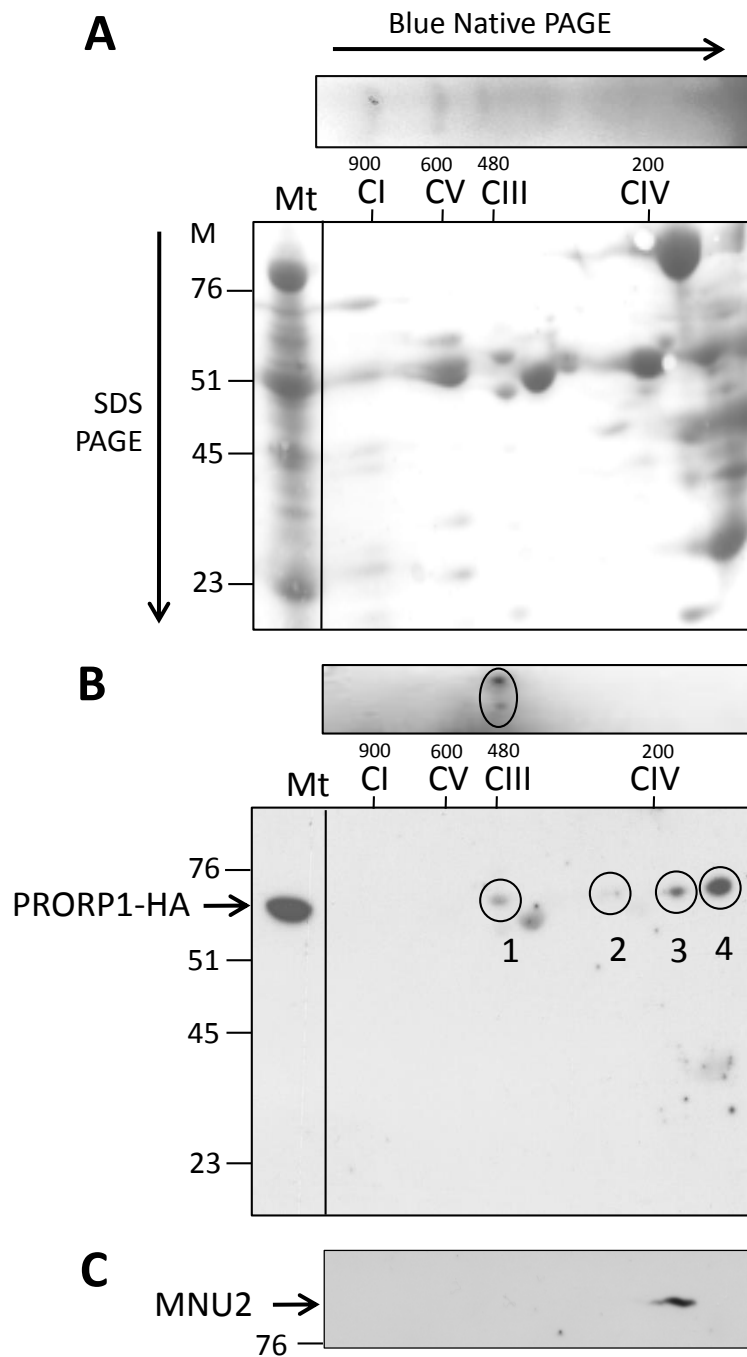 A
Blue Native PAGE
900 600 480 200
Mt CI CV CIII CIV
M
76
51
SDS
PAGE
45
23
B
900 600 480 200
Mt CI CV CIII CIV
76
PRORP1-HA
1 2 3 4
51
45
23
C
MNU2
76